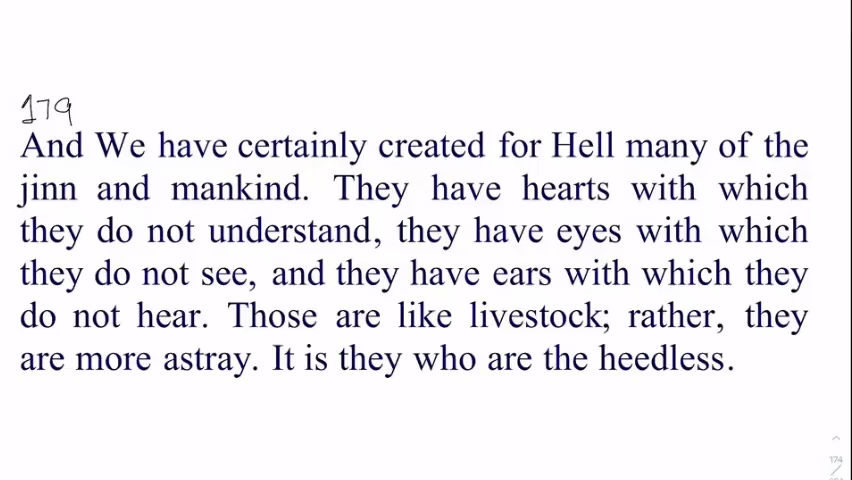 179
And We have certainly created for Hell many of the
jinn and mankind. They have hearts with which
they do not understand, they have eyes with which
they do not see, and they have ears with which they
do not hear. Those are like livestock; rather, they
are more astray. It is they who are the heedless.
174